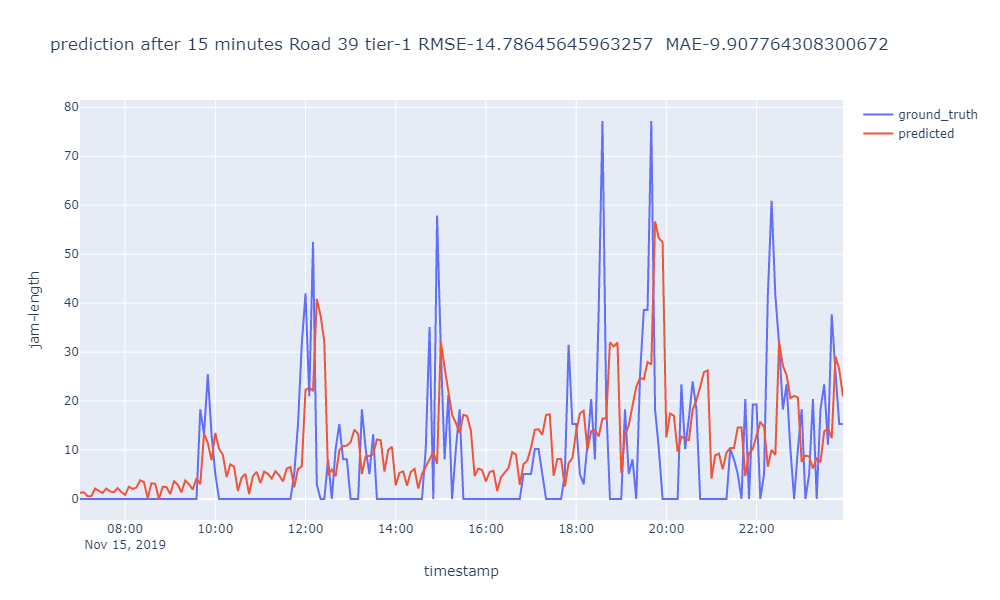 prediction after 15 minutes Road 39 tier-1 RMSE-14.78645645963257  MAE-9.907764308300672
ground_truth
predicted
80
70
60
50
40
30
20
10
0
jam-length
08:00 10:00 12:00 14:00 16:00 18:00 20:00 22:00
Nov 15, 2019
timestamp